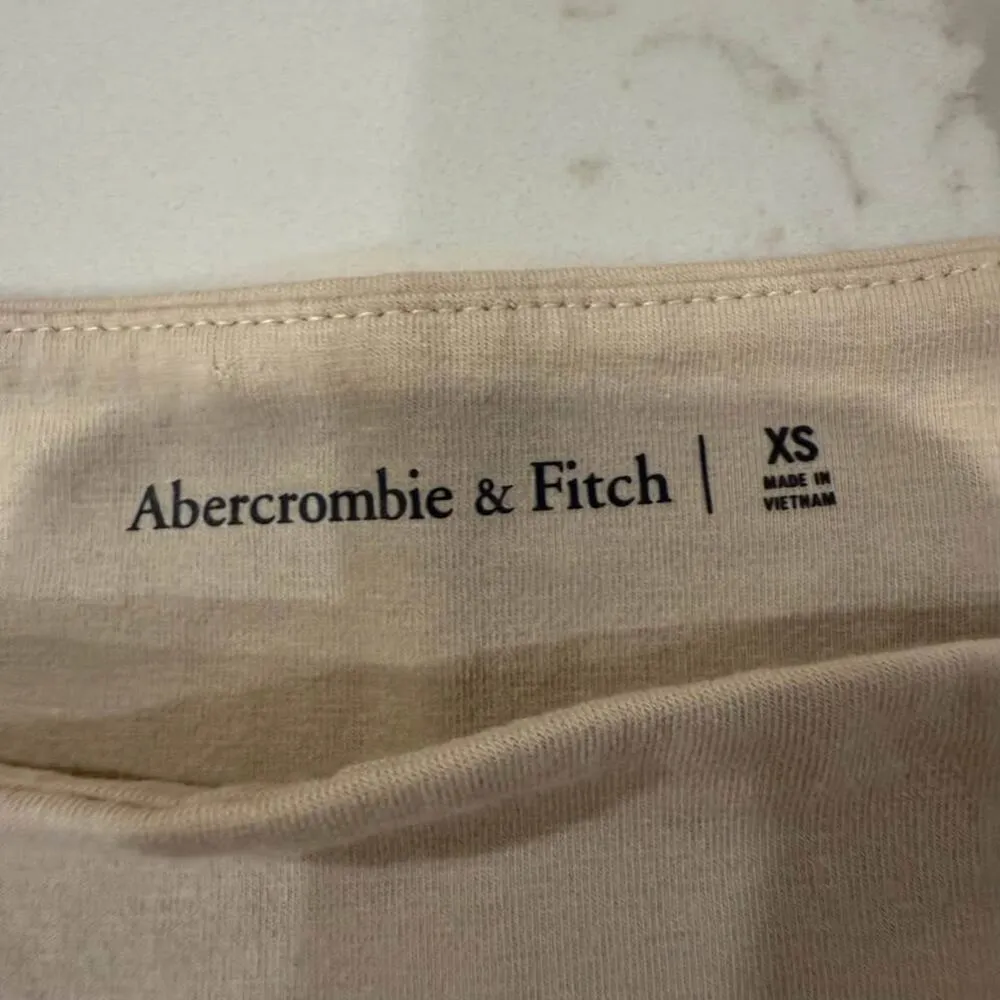 Abercrombie & Fitch | XS
MADE IN
VIETNAM